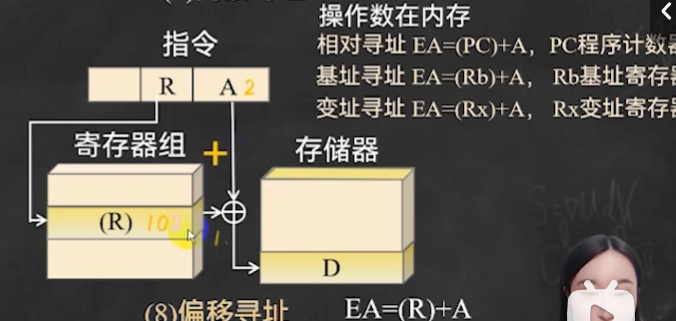 操作数在内存
指令
相对寻址 EA=(PC)+A, PC程序计数器
R A 2
基址寻址 EA=(Rb)+A, Rb基址寄存
变址寻址 EA=(Rx)+A, Rx变址寄存
寄存器组 + 存储器
(R) 10
D
(8)偏移寻址 EA=(R)+A